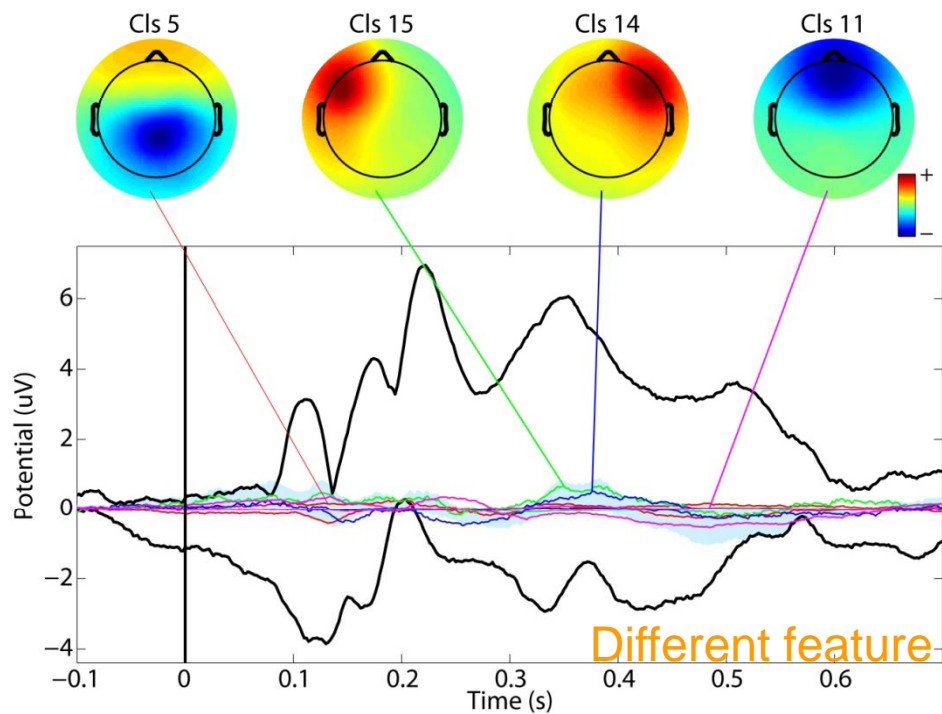 Cls 5 Cls 15 Cls 14 Cls 11
+
−
6
4
2
0
−2
−4
Potential (uV)
−0.1 0 0.1 0.2 0.3 0.4 0.5 0.6
Time (s)
Different feature